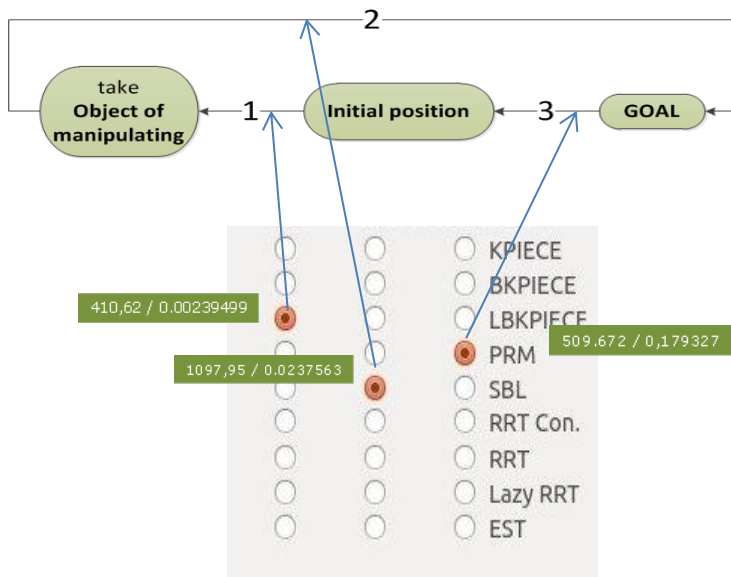 2
take
Object of
manipulating
1
Initial position
3
GOAL
KPIECE
BKPIECE
410,62 / 0.00239499
LBKPIECE
509.672 / 0,179327
PRM
1097,95 / 0.0237563
SBL
RRT Con.
RRT
Lazy RRT
EST